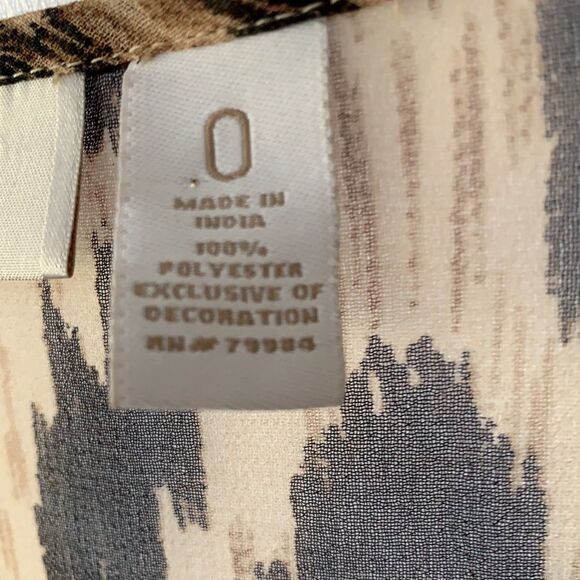 0
MADE IN
INDIA
100%
POLYESTER
EXCLUSIVE OF
DECORATION
RN# 79984